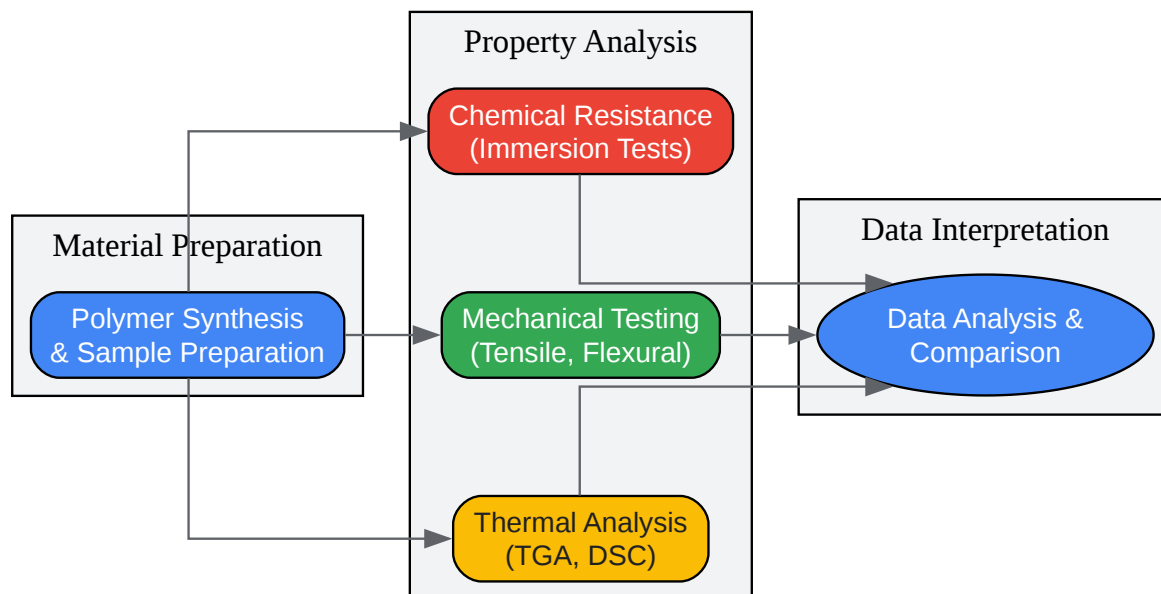 Property Analysis
Chemical Resistance
(Immersion Tests)
Material Preparation
Polymer Synthesis
& Sample Preparation
Mechanical Testing
(Tensile, Flexural)
Thermal Analysis
(TGA, DSC)
Data Interpretation
Data Analysis &
Comparison